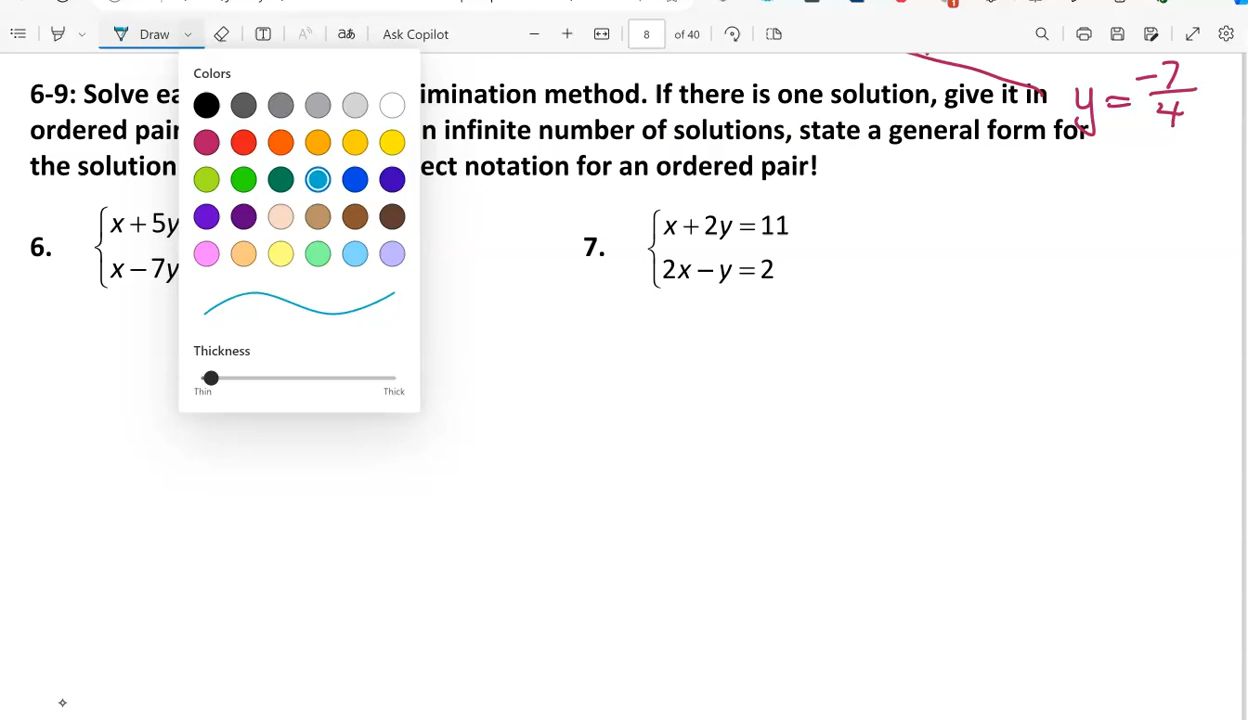 Draw
Ask Copilot
8 of 40
Colors
Thickness
Thin Thick
y = -7/4
6-9: Solve ea imination method. If there is one solution, give it in
ordered pair n infinite number of solutions, state a general form for
the solution ect notation for an ordered pair!
6. x + 5y
x − 7y
7. x + 2y = 11
2x − y = 2